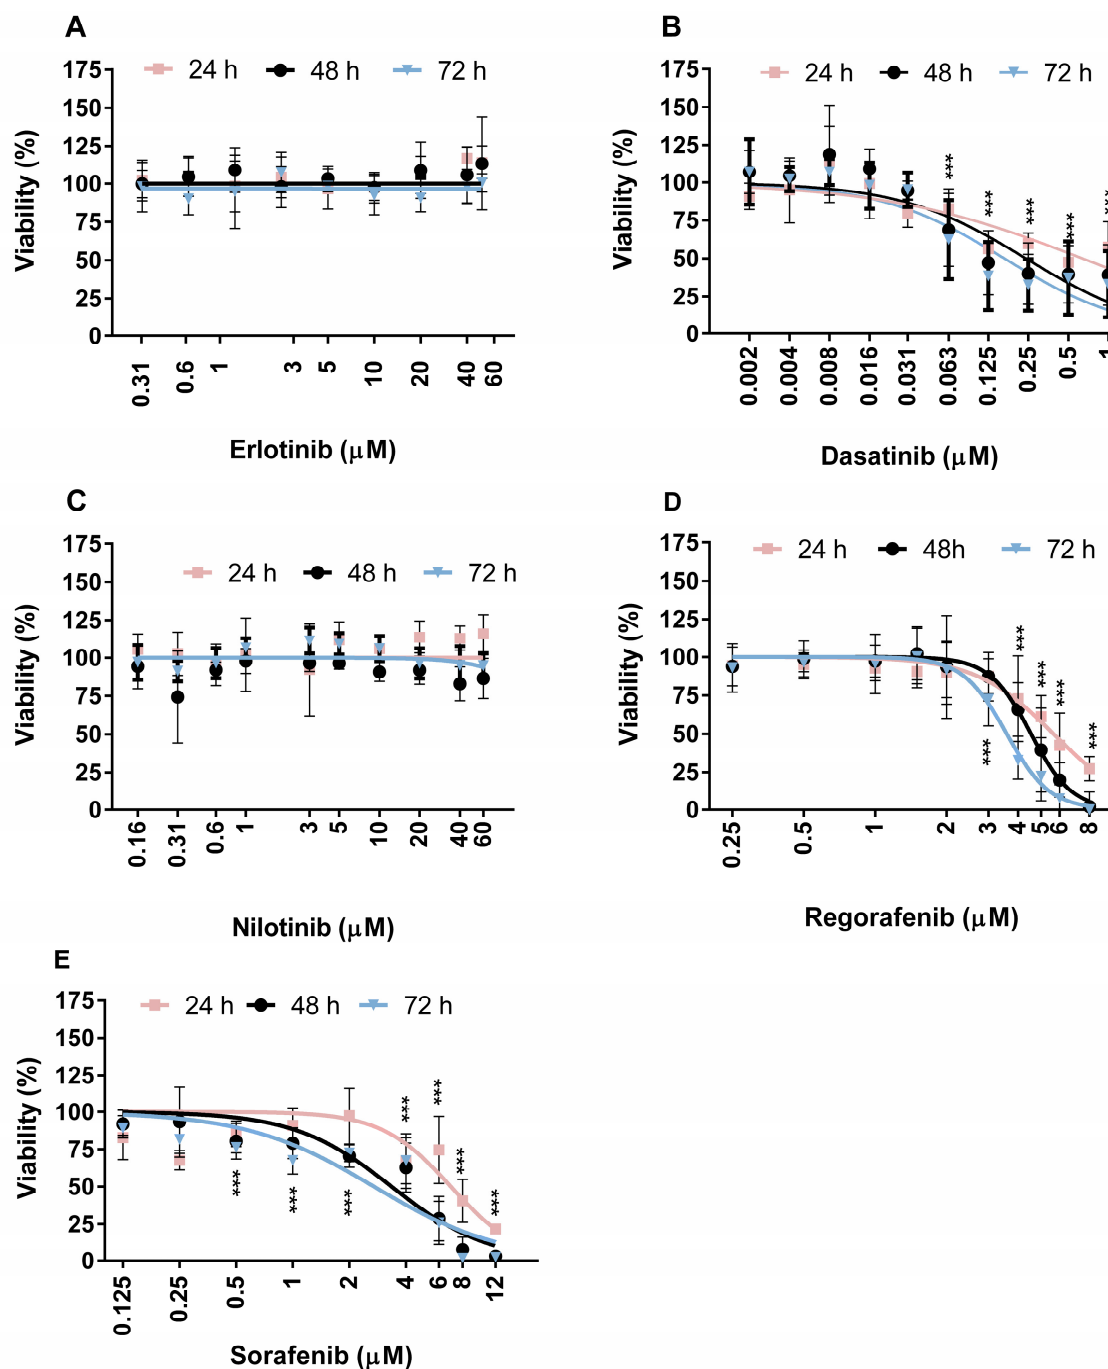 A
24 h 48 h 72 h
Viability (%)
175
150
125
100
75
50
25
0
0.31 0.6 1 3 5 10 20 40 60
Erlotinib (μM)
B
24 h 48 h 72 h
Viability (%)
175
150
125
100
75
50
25
0
*** *** *** ***
0.002 0.004 0.008 0.016 0.031 0.063 0.125 0.25 0.5 1
Dasatinib (μM)
C
24 h 48 h 72 h
Viability (%)
175
150
125
100
75
50
25
0
0.16 0.31 0.6 1 3 5 10 20 40 60
Nilotinib (μM)
D
24 h 48h 72 h
Viability (%)
175
150
125
100
75
50
25
0
*** *** *** *** ***
0.25 0.5 1 2 3 4 5 6 8
Regorafenib (μM)
E
24 h 48 h 72 h
Viability (%)
175
150
125
100
75
50
25
0
*** *** *** *** *** *** ***
0.125 0.25 0.5 1 2 4 6 8 12
Sorafenib (μM)